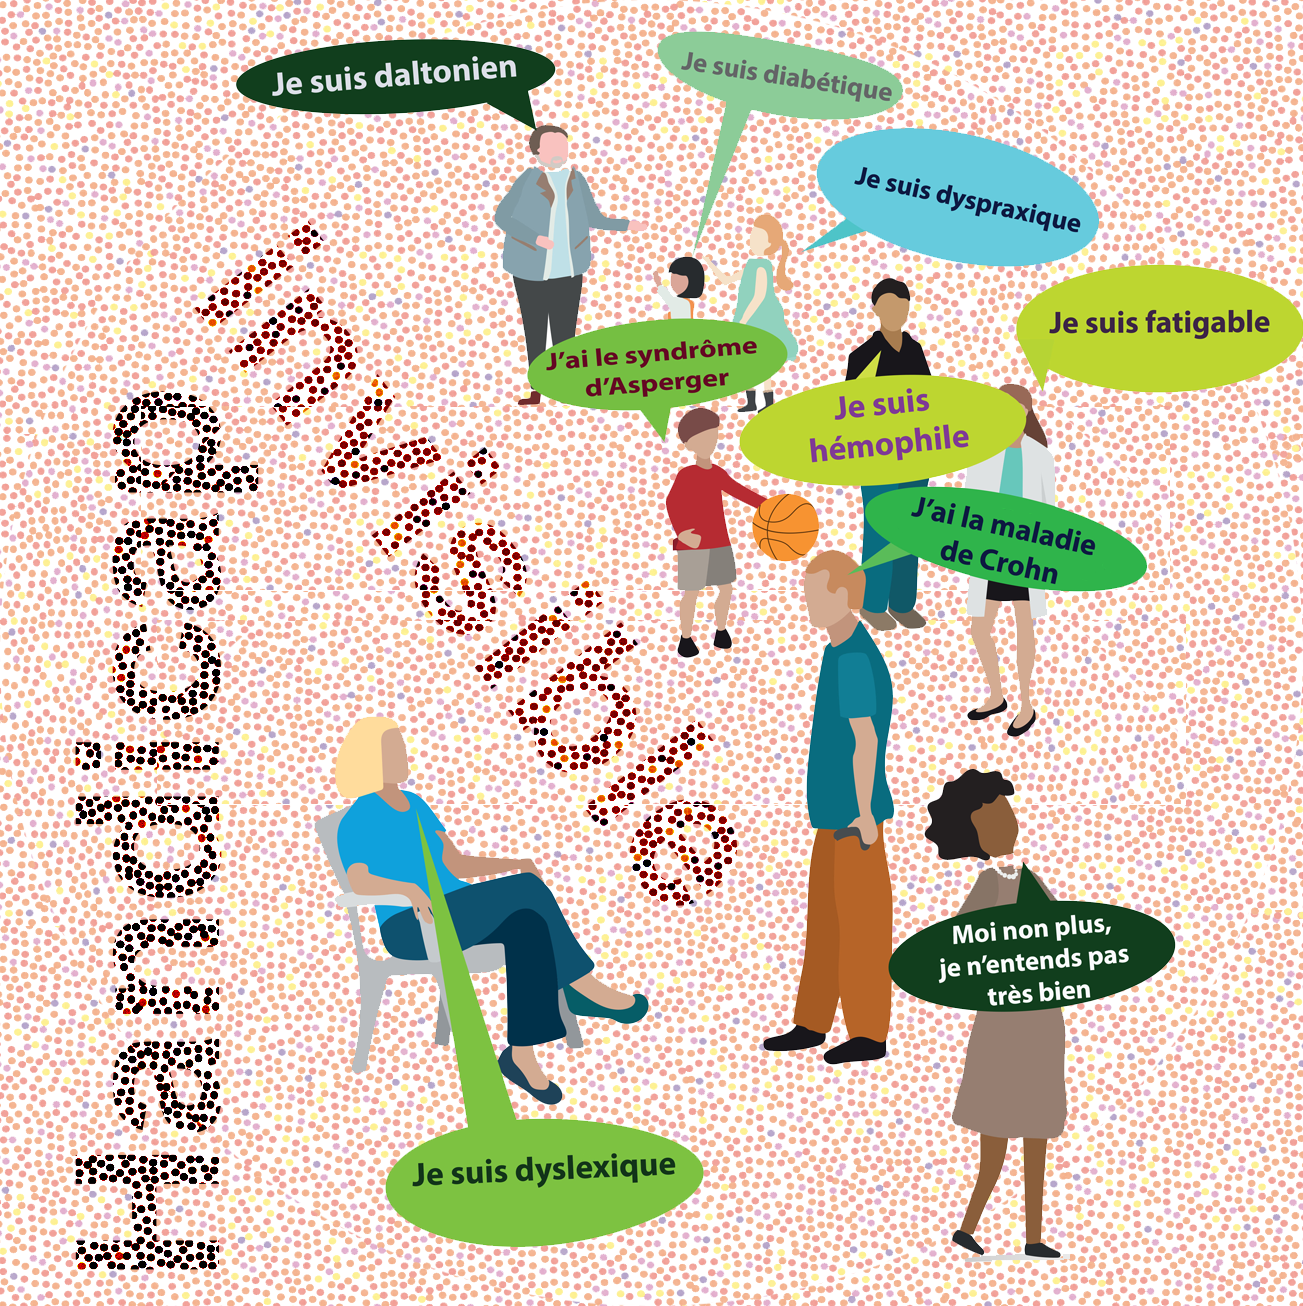 Je suis daltonien
Je suis diabétique
Je suis dyspraxique
Je suis fatigable
J’ai le syndrôme
d’Asperger
Je suis
hémophile
J’ai la maladie
de Crohn
Handicap
invisible
Moi non plus,
je n’entends pas
très bien
Je suis dyslexique